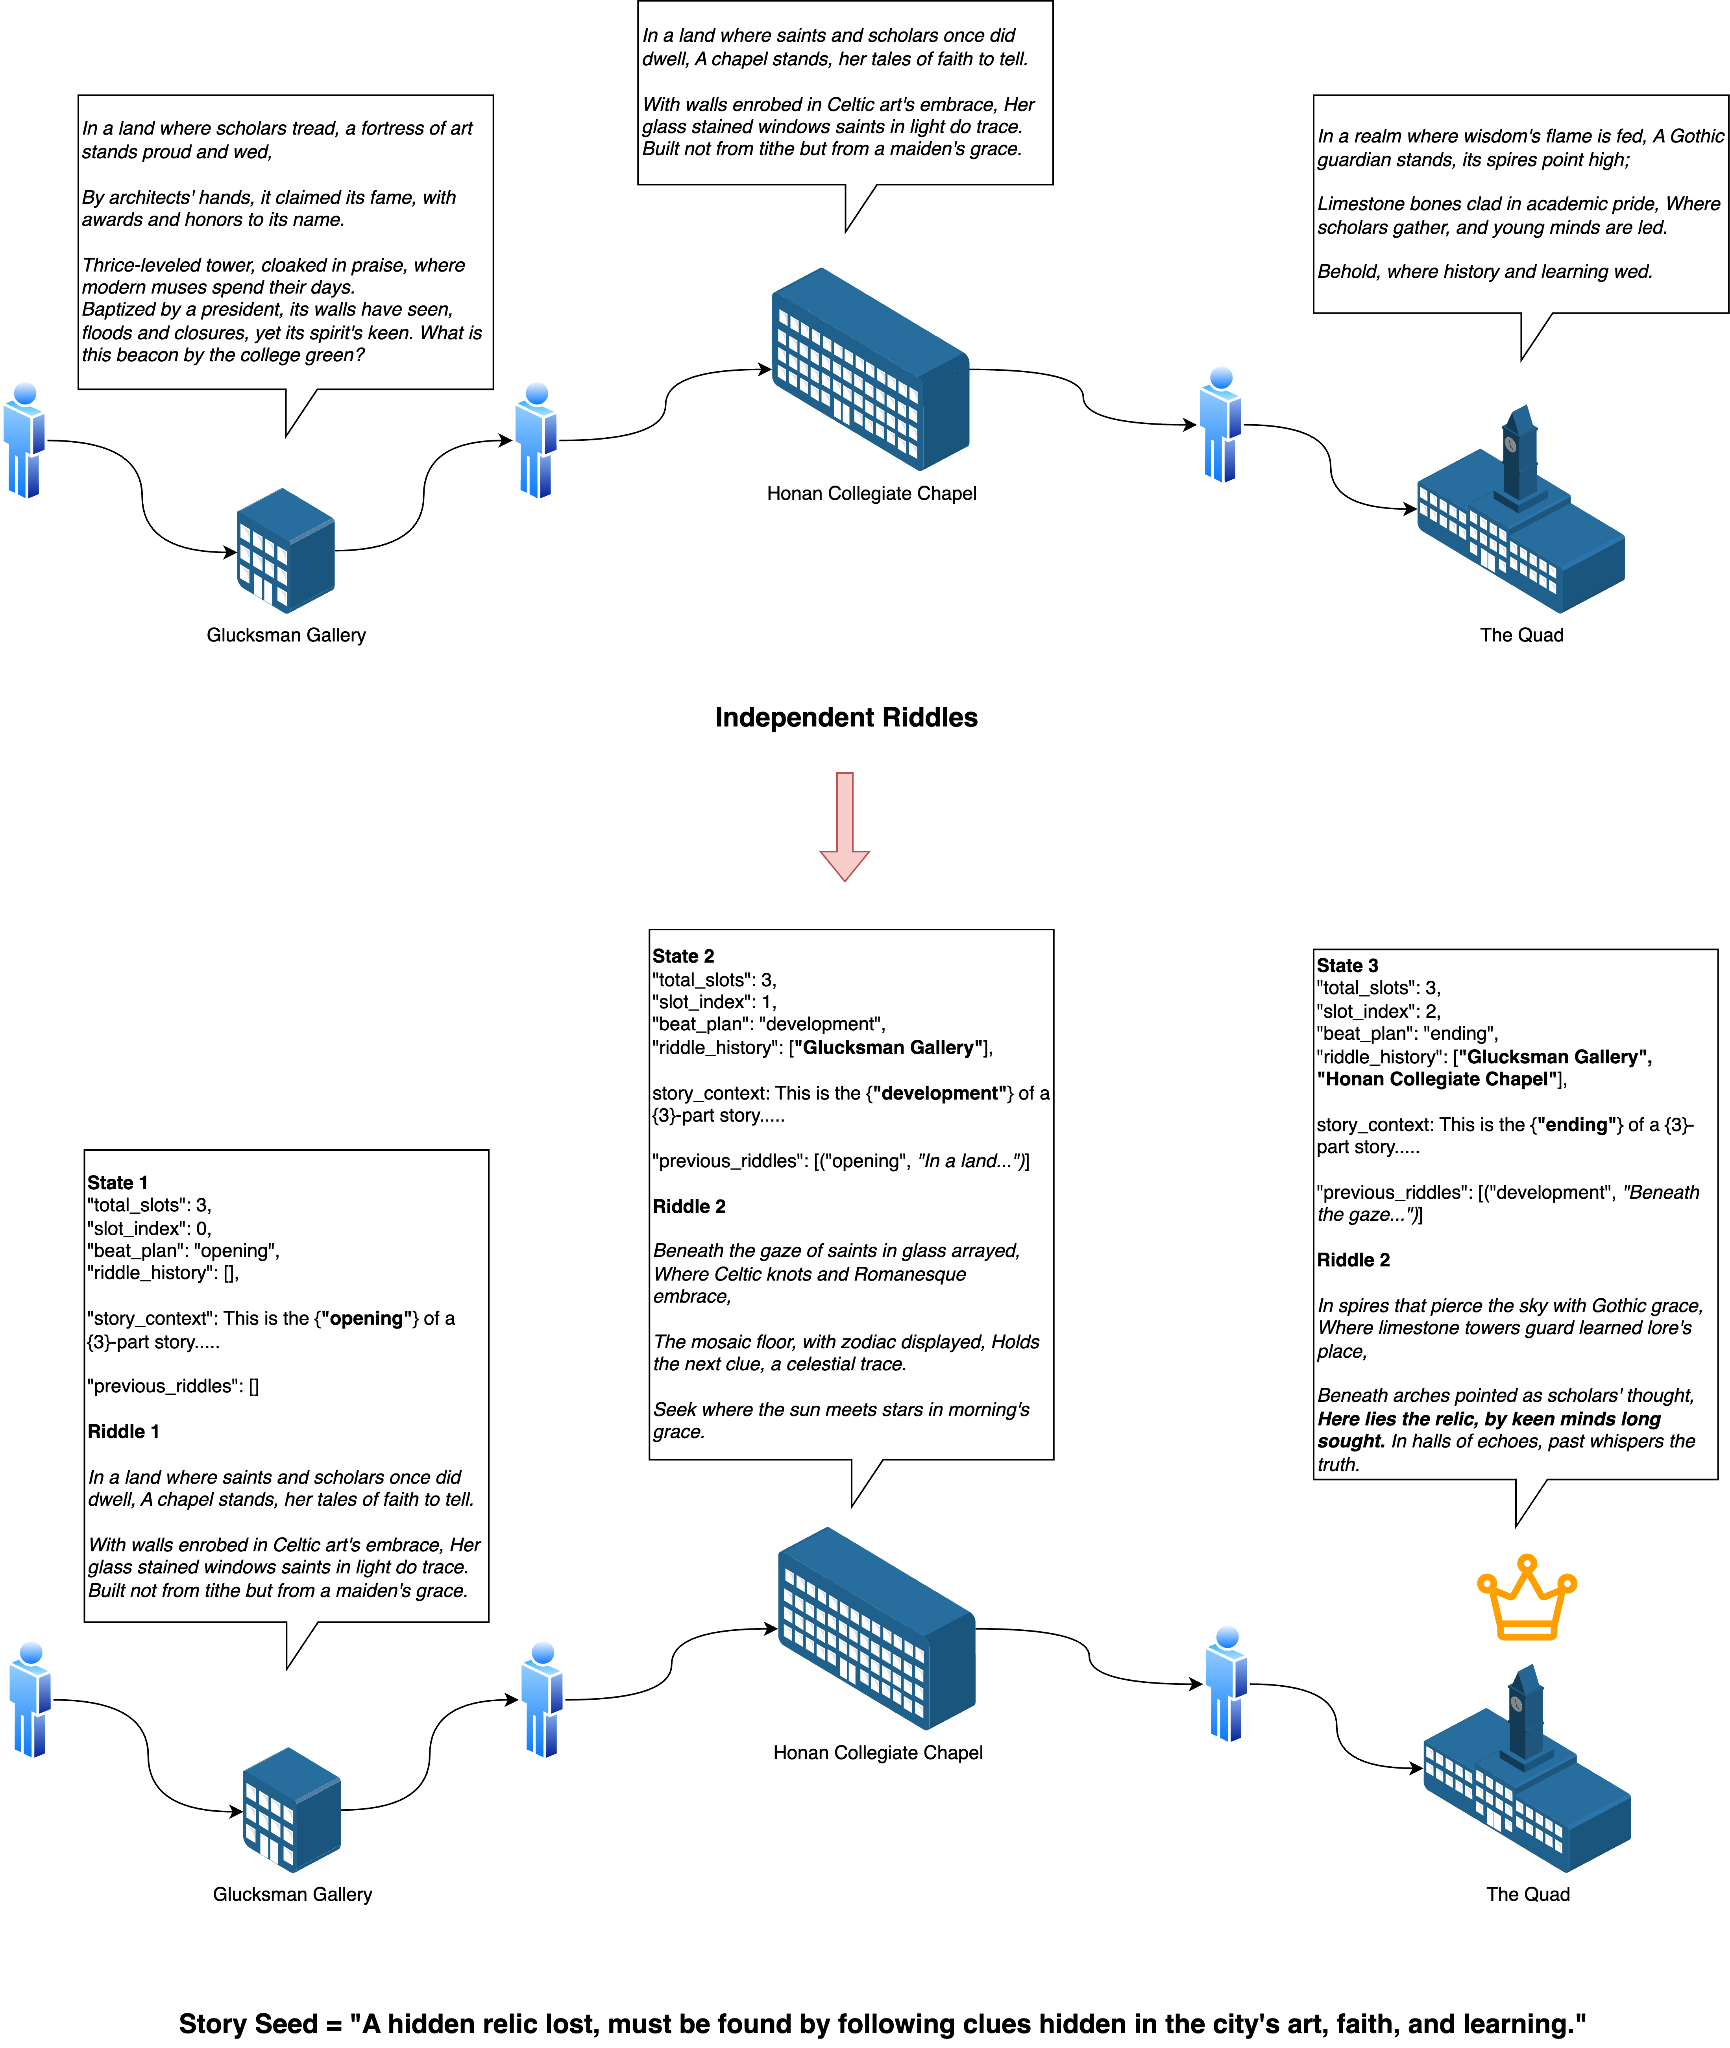 In a land where scholars tread, a fortress of art
stands proud and wed,
By architects' hands, it claimed its fame, with
awards and honors to its name.
Thrice-leveled tower, cloaked in praise, where
modern muses spend their days.
Baptized by a president, its walls have seen,
floods and closures, yet its spirit's keen. What is
this beacon by the college green?
In a land where saints and scholars once did
dwell, A chapel stands, her tales of faith to tell.
With walls enrobed in Celtic art's embrace, Her
glass stained windows saints in light do trace.
Built not from tithe but from a maiden's grace.
In a realm where wisdom's flame is fed, A Gothic
guardian stands, its spires point high;
Limestone bones clad in academic pride, Where
scholars gather, and young minds are led.
Behold, where history and learning wed.
Glucksman Gallery
Honan Collegiate Chapel
The Quad
Independent Riddles
State 1
"total_slots": 3,
"slot_index": 0,
"beat_plan": "opening",
"riddle_history": [],
"story_context": This is the {"opening"} of a
{3}-part story.....
"previous_riddles": []
Riddle 1
In a land where saints and scholars once did
dwell, A chapel stands, her tales of faith to tell.
With walls enrobed in Celtic art's embrace, Her
glass stained windows saints in light do trace.
Built not from tithe but from a maiden's grace.
State 2
"total_slots": 3,
"slot_index": 1,
"beat_plan": "development",
"riddle_history": ["Glucksman Gallery"],
story_context: This is the {"development"} of a
{3}-part story.....
"previous_riddles": [("opening", "In a land...")]
Riddle 2
Beneath the gaze of saints in glass arrayed,
Where Celtic knots and Romanesque
embrace,
The mosaic floor, with zodiac displayed, Holds
the next clue, a celestial trace.
Seek where the sun meets stars in morning's
grace.
State 3
"total_slots": 3,
"slot_index": 2,
"beat_plan": "ending",
"riddle_history": ["Glucksman Gallery",
"Honan Collegiate Chapel"],
story_context: This is the {"ending"} of a {3}-
part story.....
"previous_riddles": [("development", "Beneath
the gaze...")]
Riddle 2
In spires that pierce the sky with Gothic grace,
Where limestone towers guard learned lore's
place,
Beneath arches pointed as scholars' thought,
Here lies the relic, by keen minds long
sought. In halls of echoes, past whispers the
truth.
Glucksman Gallery
Honan Collegiate Chapel
The Quad
Story Seed = "A hidden relic lost, must be found by following clues hidden in the city's art, faith, and learning."